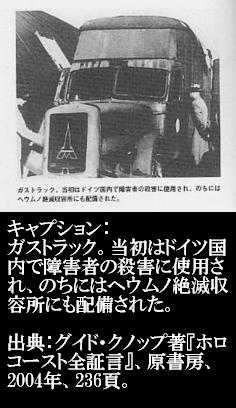 ガストラック。当初はドイツ国内で障害者の殺害に使用され、のちには
ヘウムノ絶滅収容所にも配備された。
キャプション：
ガストラック。当初はドイツ国
内で障害者の殺害に使用さ
れ、のちにはヘウムノ絶滅収
容所にも配備された。
出典：グイド・クノップ著『ホロ
コースト全証言』、原書房、
2004年、236頁。